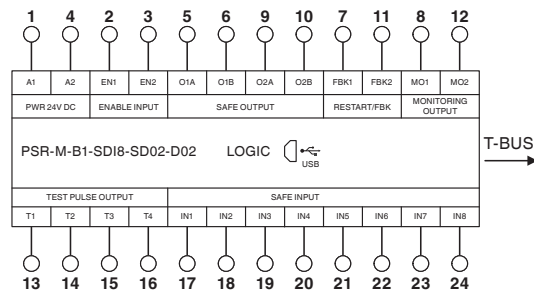 1 4 2 3 5 6 9 10 7 11 8 12
A1 A2 EN1 EN2 O1A O1B O2A O2B FBK1 FBK2 MO1 MO2
PWR 24V DC ENABLE INPUT SAFE OUTPUT RESTART/FBK MONITORING
OUTPUT
T-BUS
PSR-M-B1-SDI8-SD02-D02 LOGIC
USB
TEST PULSE OUTPUT SAFE INPUT
T1 T2 T3 T4 IN1 IN2 IN3 IN4 IN5 IN6 IN7 IN8
13 14 15 16 17 18 19 20 21 22 23 24